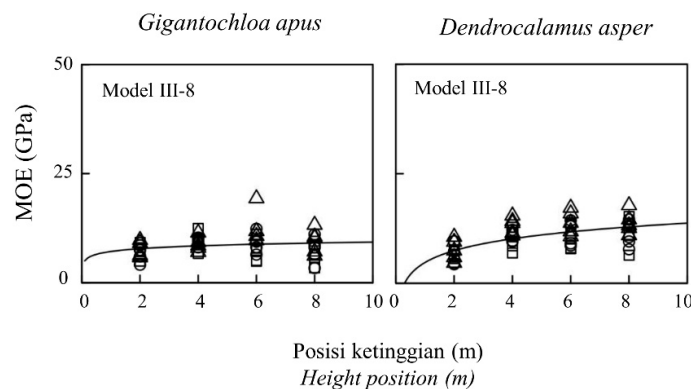 Gigantochloa apus
Dendrocalamus asper
MOE (GPa)
50
25
0
Model III-8
Model III-8
0 2 4 6 8 10
0 2 4 6 8 10
Posisi ketinggian (m)
Height position (m)